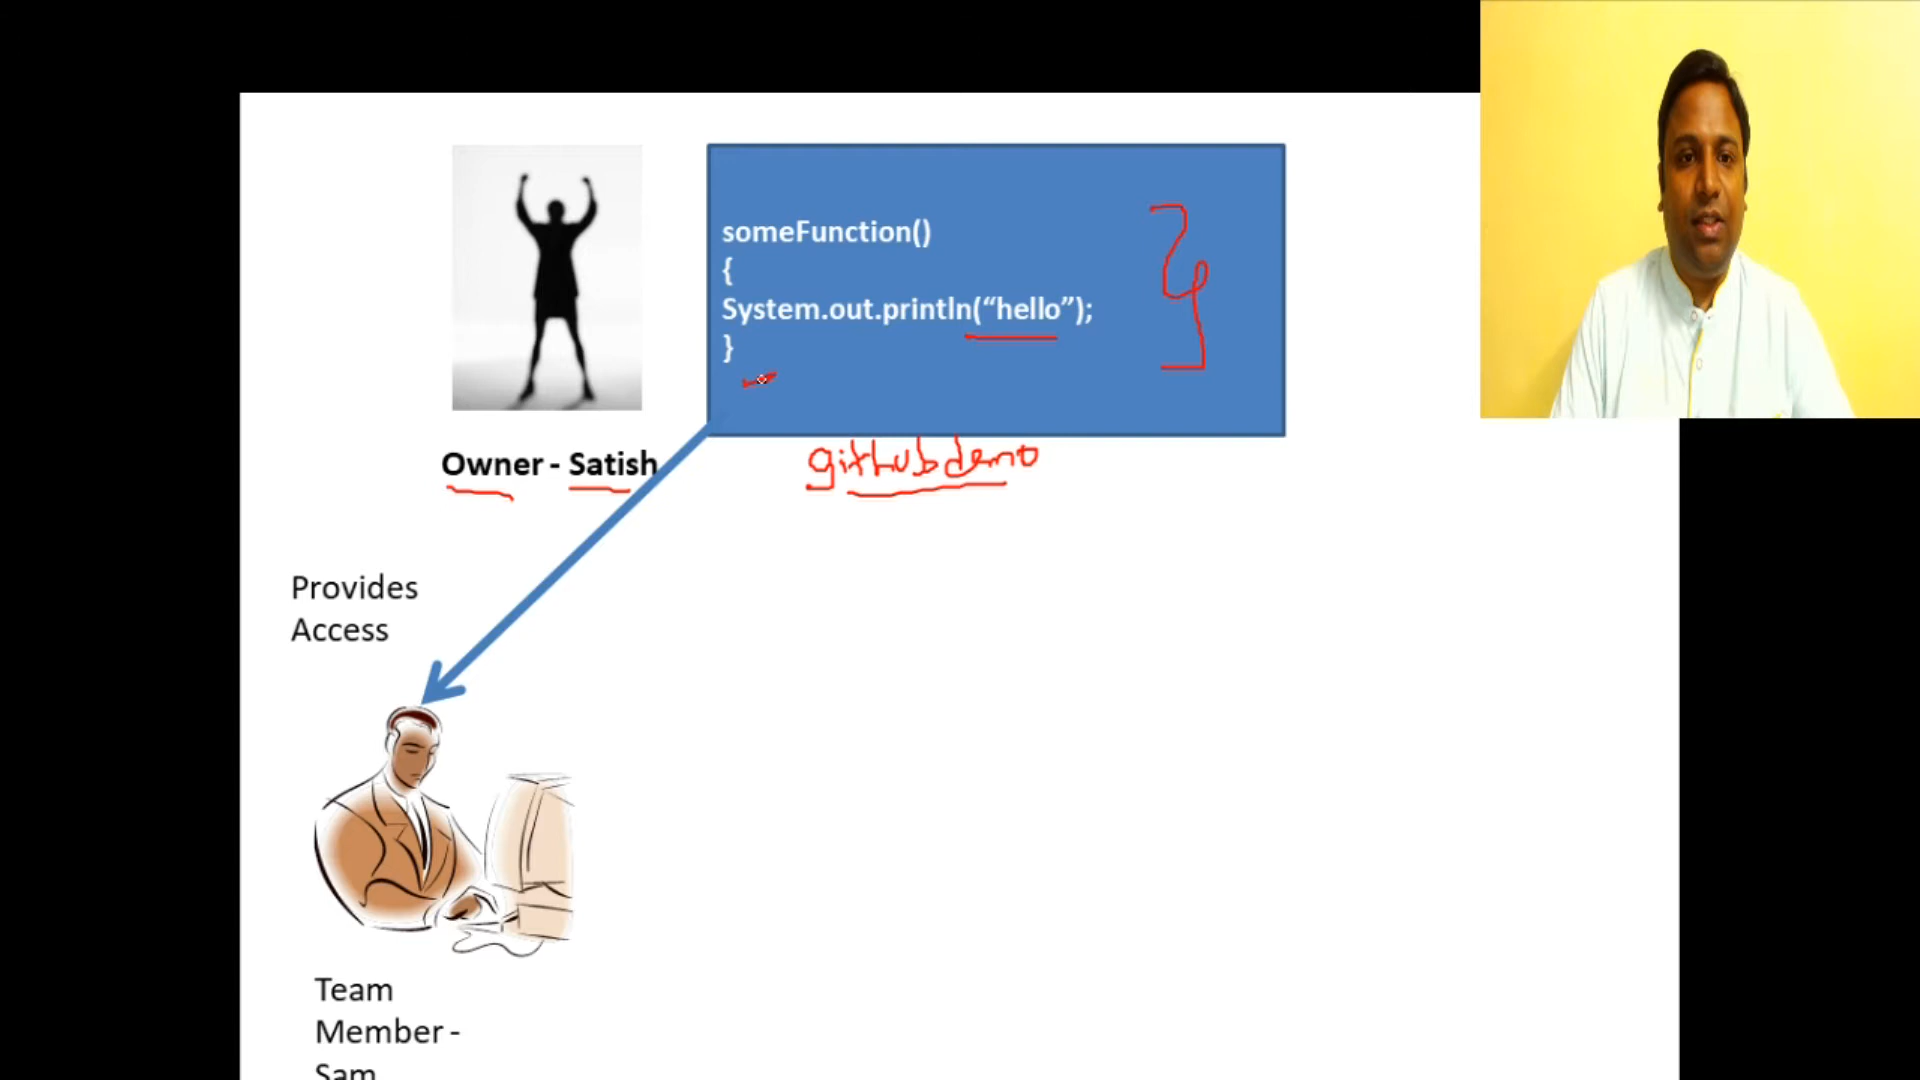 someFunction()
{
System.out.println(“hello”);
}
Owner - Satish
githubdemo
Provides
Access
Team
Member -
Sam